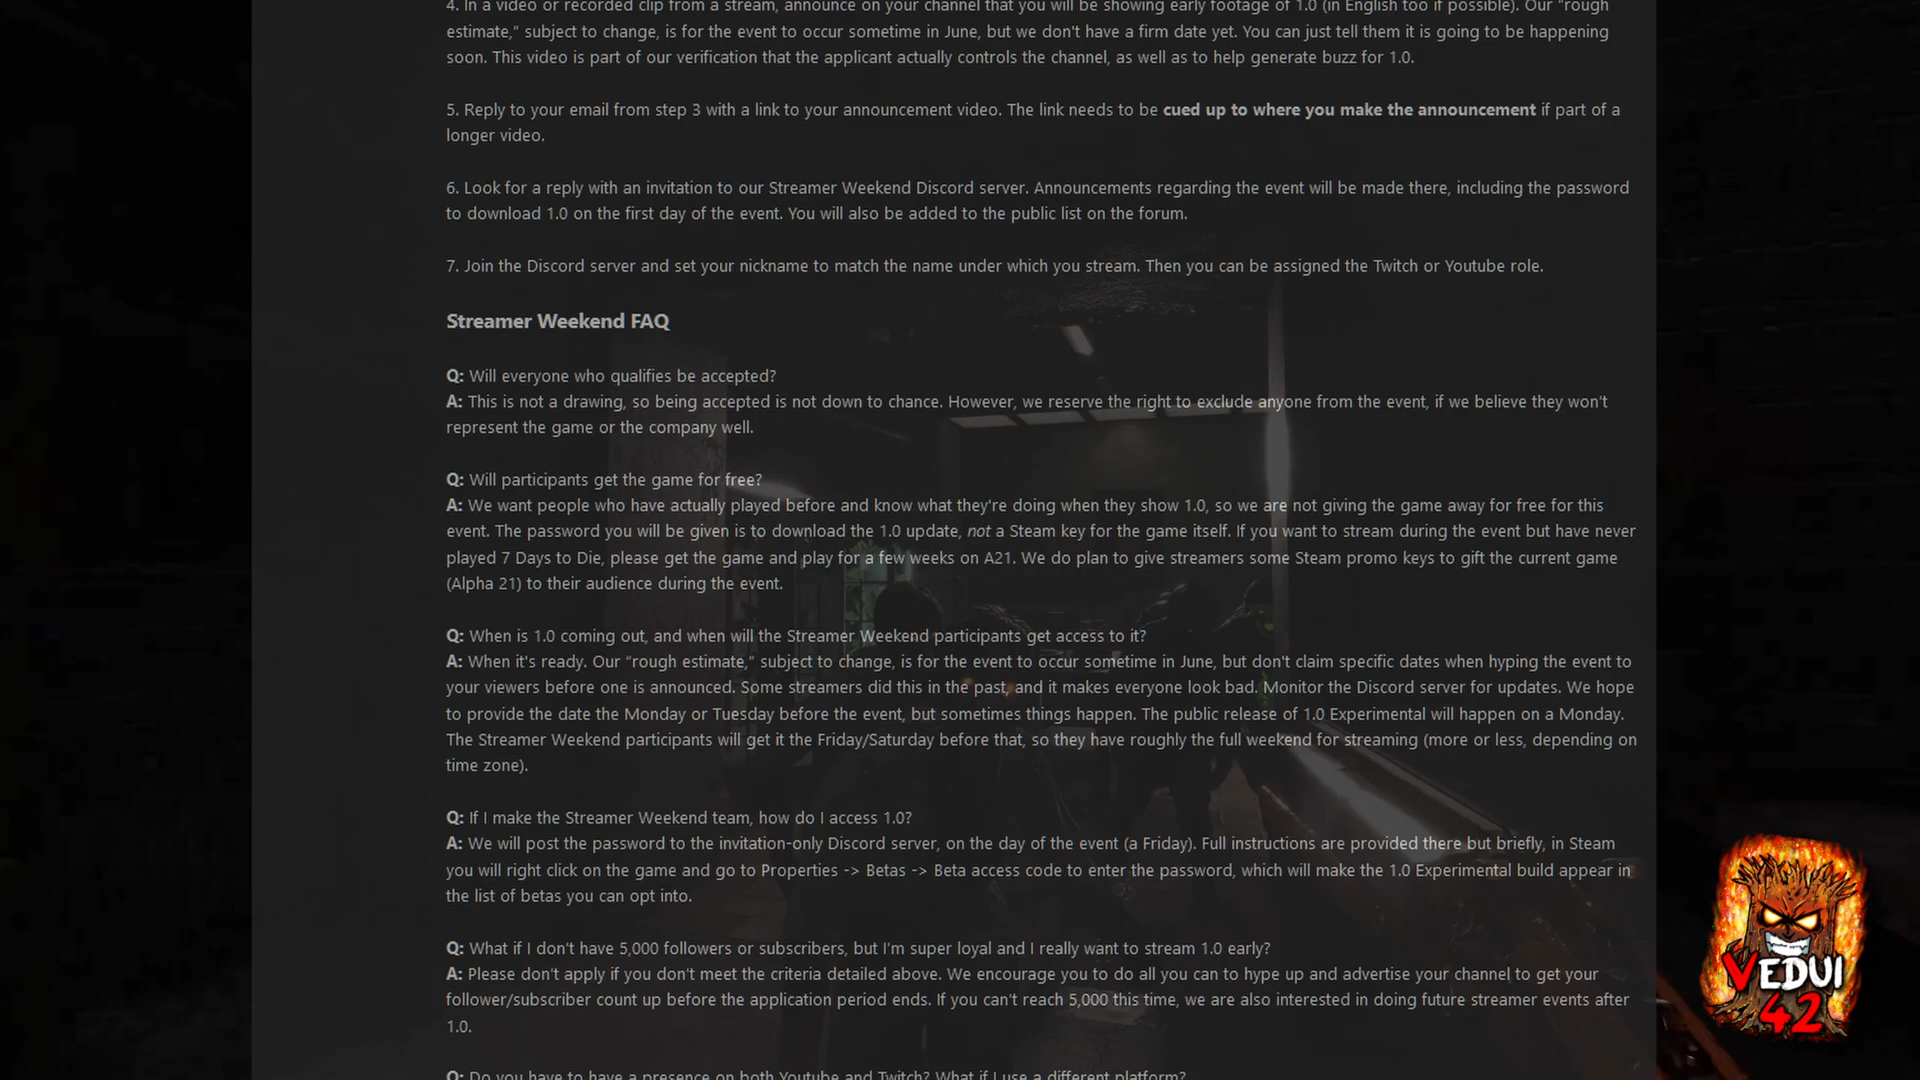 4. In a video or recorded clip from a stream, announce on your channel that you will be showing early footage of 1.0 (in English too if possible). Our "rough
estimate," subject to change, is for the event to occur sometime in June, but we don't have a firm date yet. You can just tell them it is going to be happening
soon. This video is part of our verification that the applicant actually controls the channel, as well as to help generate buzz for 1.0.
5. Reply to your email from step 3 with a link to your announcement video. The link needs to be cued up to where you make the announcement if part of a
longer video.
6. Look for a reply with an invitation to our Streamer Weekend Discord server. Announcements regarding the event will be made there, including the password
to download 1.0 on the first day of the event. You will also be added to the public list on the forum.
7. Join the Discord server and set your nickname to match the name under which you stream. Then you can be assigned the Twitch or Youtube role.
Streamer Weekend FAQ
Q: Will everyone who qualifies be accepted?
A: This is not a drawing, so being accepted is not down to chance. However, we reserve the right to exclude anyone from the event, if we believe they won't
represent the game or the company well.
Q: Will participants get the game for free?
A: We want people who have actually played before and know what they're doing when they show 1.0, so we are not giving the game away for free for this
event. The password you will be given is to download the 1.0 update, not a Steam key for the game itself. If you want to stream during the event but have never
played 7 Days to Die, please get the game and play for a few weeks on A21. We do plan to give streamers some Steam promo keys to gift the current game
(Alpha 21) to their audience during the event.
Q: When is 1.0 coming out, and when will the Streamer Weekend participants get access to it?
A: When it's ready. Our "rough estimate," subject to change, is for the event to occur sometime in June, but don't claim specific dates when hyping the event to
your viewers before one is announced. Some streamers did this in the past, and it makes everyone look bad. Monitor the Discord server for updates. We hope
to provide the date the Monday or Tuesday before the event, but sometimes things happen. The public release of 1.0 Experimental will happen on a Monday.
The Streamer Weekend participants will get it the Friday/Saturday before that, so they have roughly the full weekend for streaming (more or less, depending on
time zone).
Q: If I make the Streamer Weekend team, how do I access 1.0?
A: We will post the password to the invitation-only Discord server, on the day of the event (a Friday). Full instructions are provided there but briefly, in Steam
you will right click on the game and go to Properties -> Betas -> Beta access code to enter the password, which will make the 1.0 Experimental build appear in
the list of betas you can opt into.
Q: What if I don't have 5,000 followers or subscribers, but I'm super loyal and I really want to stream 1.0 early?
A: Please don't apply if you don't meet the criteria detailed above. We encourage you to do all you can to hype up and advertise your channel to get your
follower/subscriber count up before the application period ends. If you can't reach 5,000 this time, we are also interested in doing future streamer events after
1.0.
Q: Do you have to have a presence on both Youtube and Twitch? What if I use a different platform?
VEDUI
42